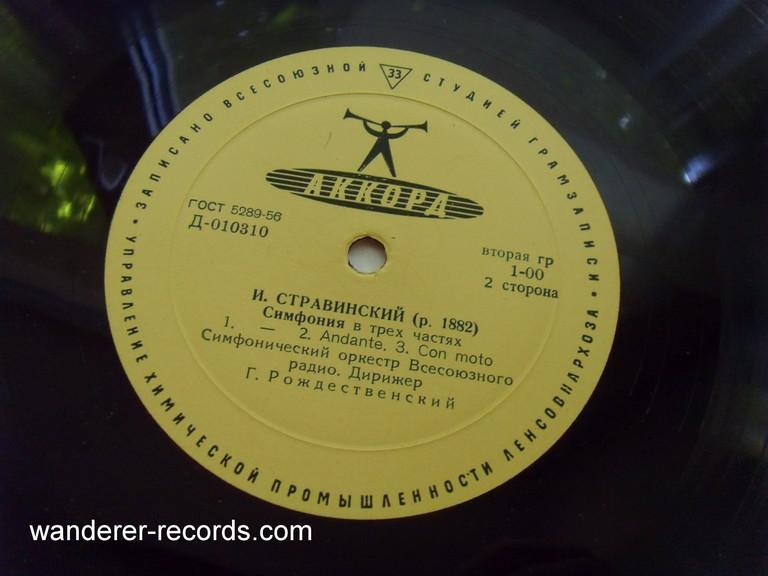 • ЗАПИСАНО ВСЕСОЮЗНОЙ 33 СТУДИЕЙ ГРАМЗАПИСИ •
АККОРД
ГОСТ 5289-56
Д-010310
вторая гр
1-00
2 сторона
И. СТРАВИНСКИЙ (р. 1882)
Симфония в трех частях
1. — 2. Andante. 3. Con moto
Симфонический оркестр Всесоюзного
радио. Дирижер
Г. Рождественский
УПРАВЛЕНИЕ ХИМИЧЕСКОЙ ПРОМЫШЛЕННОСТИ ЛЕНСОВНАРХОЗА
wanderer-records.com